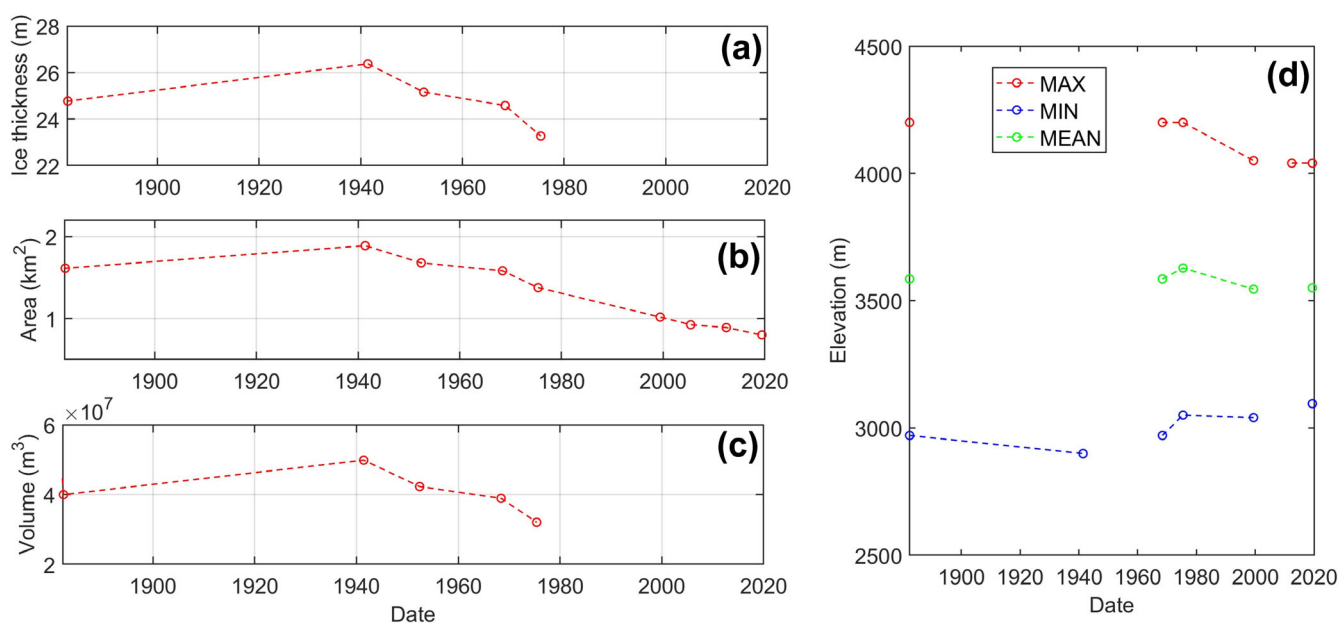 (a)
Ice thickness (m)
28
26
24
22
1900 1920 1940 1960 1980 2000 2020
(b)
Area (km²)
2
1
1900 1920 1940 1960 1980 2000 2020
(c)
×10⁷
Volume (m³)
6
4
2
1900 1920 1940 1960 1980 2000 2020
Date
(d)
MAX
MIN
MEAN
Elevation (m)
4500
4000
3500
3000
2500
1900 1920 1940 1960 1980 2000 2020
Date